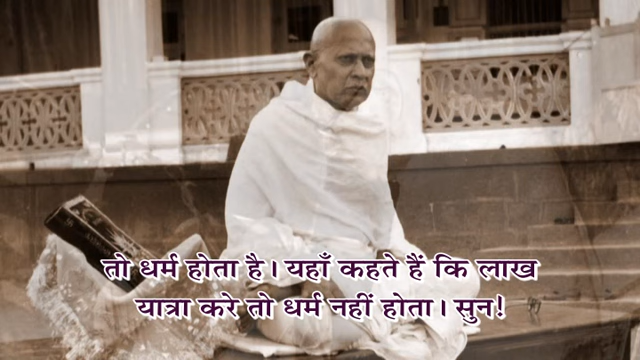 तो धर्म होता है। यहाँ कहते हैं कि लाख
यात्रा करे तो धर्म नहीं होता। सुन!